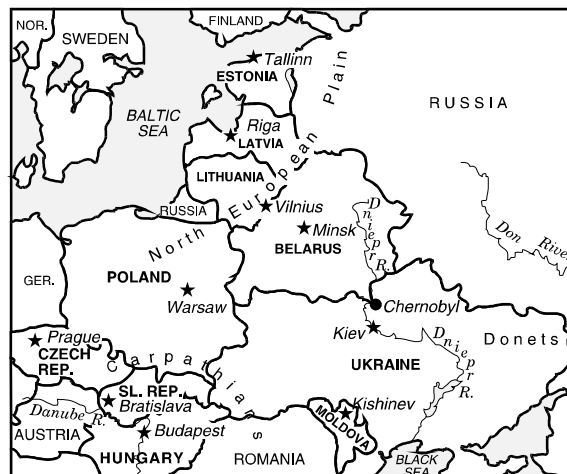 NOR.
SWEDEN
FINLAND
Tallinn
ESTONIA
BALTIC
SEA
RUSSIA
Riga
LATVIA
LITHUANIA
RUSSIA
Vilnius
Minsk
BELARUS
North European Plain
Dniepr R.
Don River
GER.
POLAND
Warsaw
Chernobyl
Kiev
Dniepr R.
Donets
UKRAINE
Prague
CZECH
REP.
Carpathians
SL. REP.
Bratislava
Danube R.
AUSTRIA
Budapest
HUNGARY
ROMANIA
Kishinev
MOLDOVA
BLACK
SEA